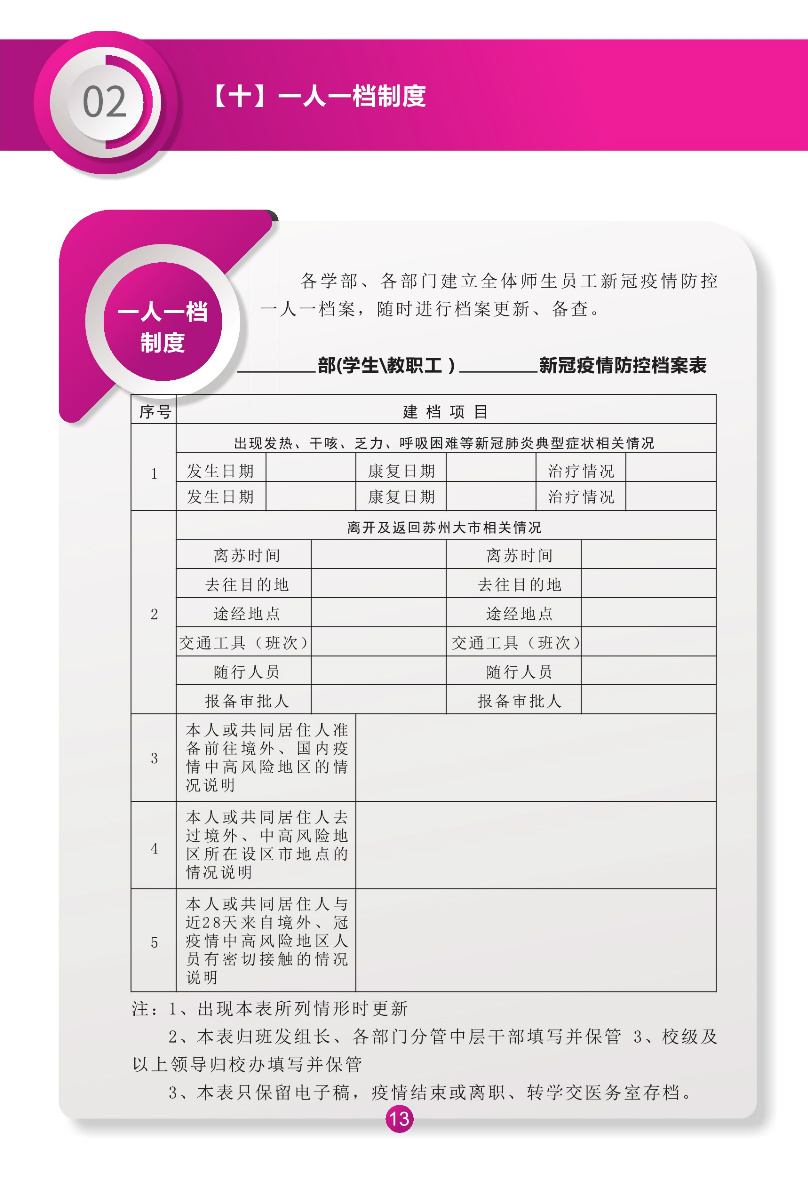 02
【十】一人一档制度
一人一档
制度
各学部、各部门建立全体师生员工新冠疫情防控
一人一档案，随时进行档案更新、备查。
________部(学生\教职工）________新冠疫情防控档案表
序号 建 档 项 目
出现发热、干咳、乏力、呼吸困难等新冠肺炎典型症状相关情况
1 发生日期 康复日期 治疗情况
发生日期 康复日期 治疗情况
离开及返回苏州大市相关情况
离苏时间 离苏时间
去往目的地 去往目的地
2 途经地点 途经地点
交通工具（班次） 交通工具（班次）
随行人员 随行人员
报备审批人 报备审批人
3
本人或共同居住人准
备前往境外、国内疫
情中高风险地区的情
况说明
4
本人或共同居住人去
过境外、中高风险地
区所在设区市地点的
情况说明
5
本人或共同居住人与
近28天来自境外、冠
疫情中高风险地区人
员有密切接触的情况
说明
注：1、出现本表所列情形时更新
2、本表归班发组长、各部门分管中层干部填写并保管 3、校级及
以上领导归校办填写并保管
3、本表只保留电子稿，疫情结束或离职、转学交医务室存档。
13